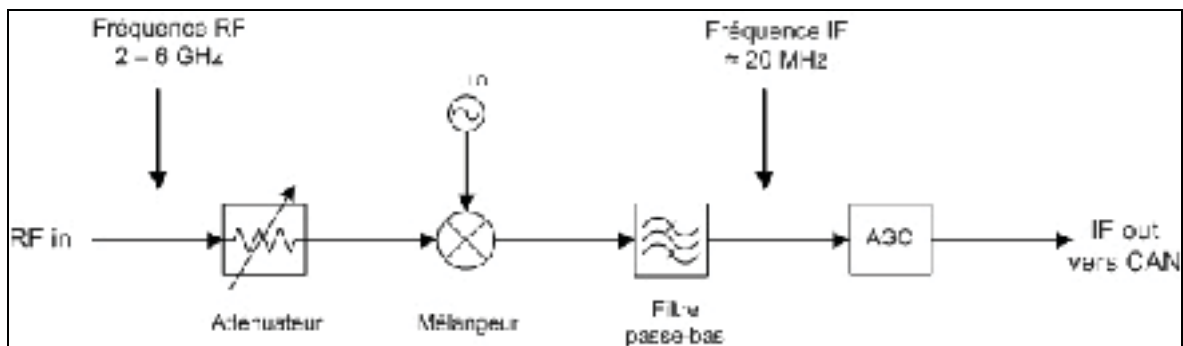 Fréquence RF
2 – 6 GHz
Fréquence IF
≈ 20 MHz
RF in
AGC
IF out
vers CAN
Attenuateur
Mélangeur
Filtre
passe-bas